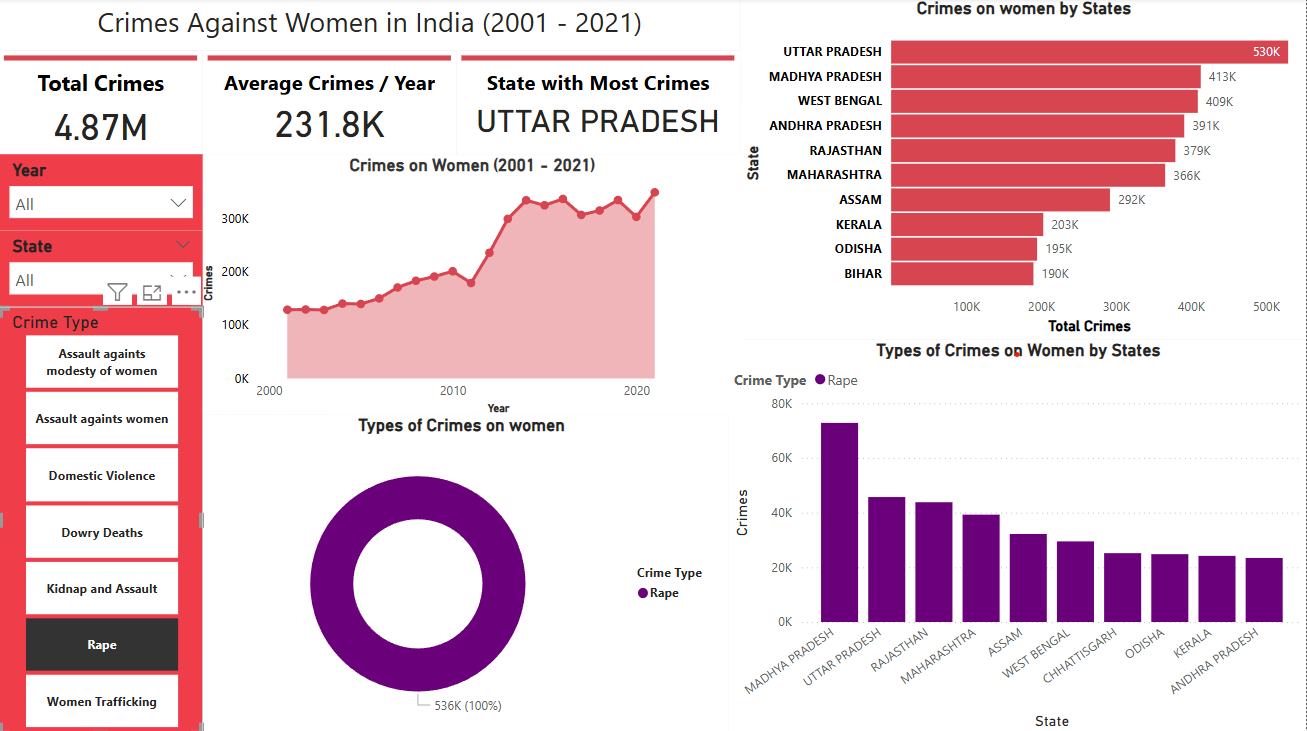 Crimes Against Women in India (2001 - 2021)
Total Crimes
4.87M
Average Crimes / Year
231.8K
State with Most Crimes
UTTAR PRADESH
Year
All
State
All
Crime Type
Assault againts
modesty of women
Assault againts women
Domestic Violence
Dowry Deaths
Kidnap and Assault
Rape
Women Trafficking
Crimes on Women (2001 - 2021)
Crimes
300K
200K
100K
0K
2000
2010
2020
Year
Types of Crimes on women
536K (100%)
Crime Type
Rape
Crimes on women by States
State
UTTAR PRADESH
530K
MADHYA PRADESH
413K
WEST BENGAL
409K
ANDHRA PRADESH
391K
RAJASTHAN
379K
MAHARASHTRA
366K
ASSAM
292K
KERALA
203K
ODISHA
195K
BIHAR
190K
100K
200K
300K
400K
500K
Total Crimes
Types of Crimes on Women by States
Crime Type Rape
Crimes
80K
60K
40K
20K
0K
MADHYA PRADESH
UTTAR PRADESH
RAJASTHAN
MAHARASHTRA
ASSAM
WEST BENGAL
CHHATTISGARH
ODISHA
KERALA
ANDHRA PRADESH
State